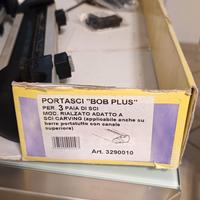 PORTASCI "BOB PLUS"
PER 3 PAIA DI SCI
MOD. RIALZATO ADATTO A
SCI CARVING (applicabile anche su
barre portatutto con canale
superiore)
Art. 3290010